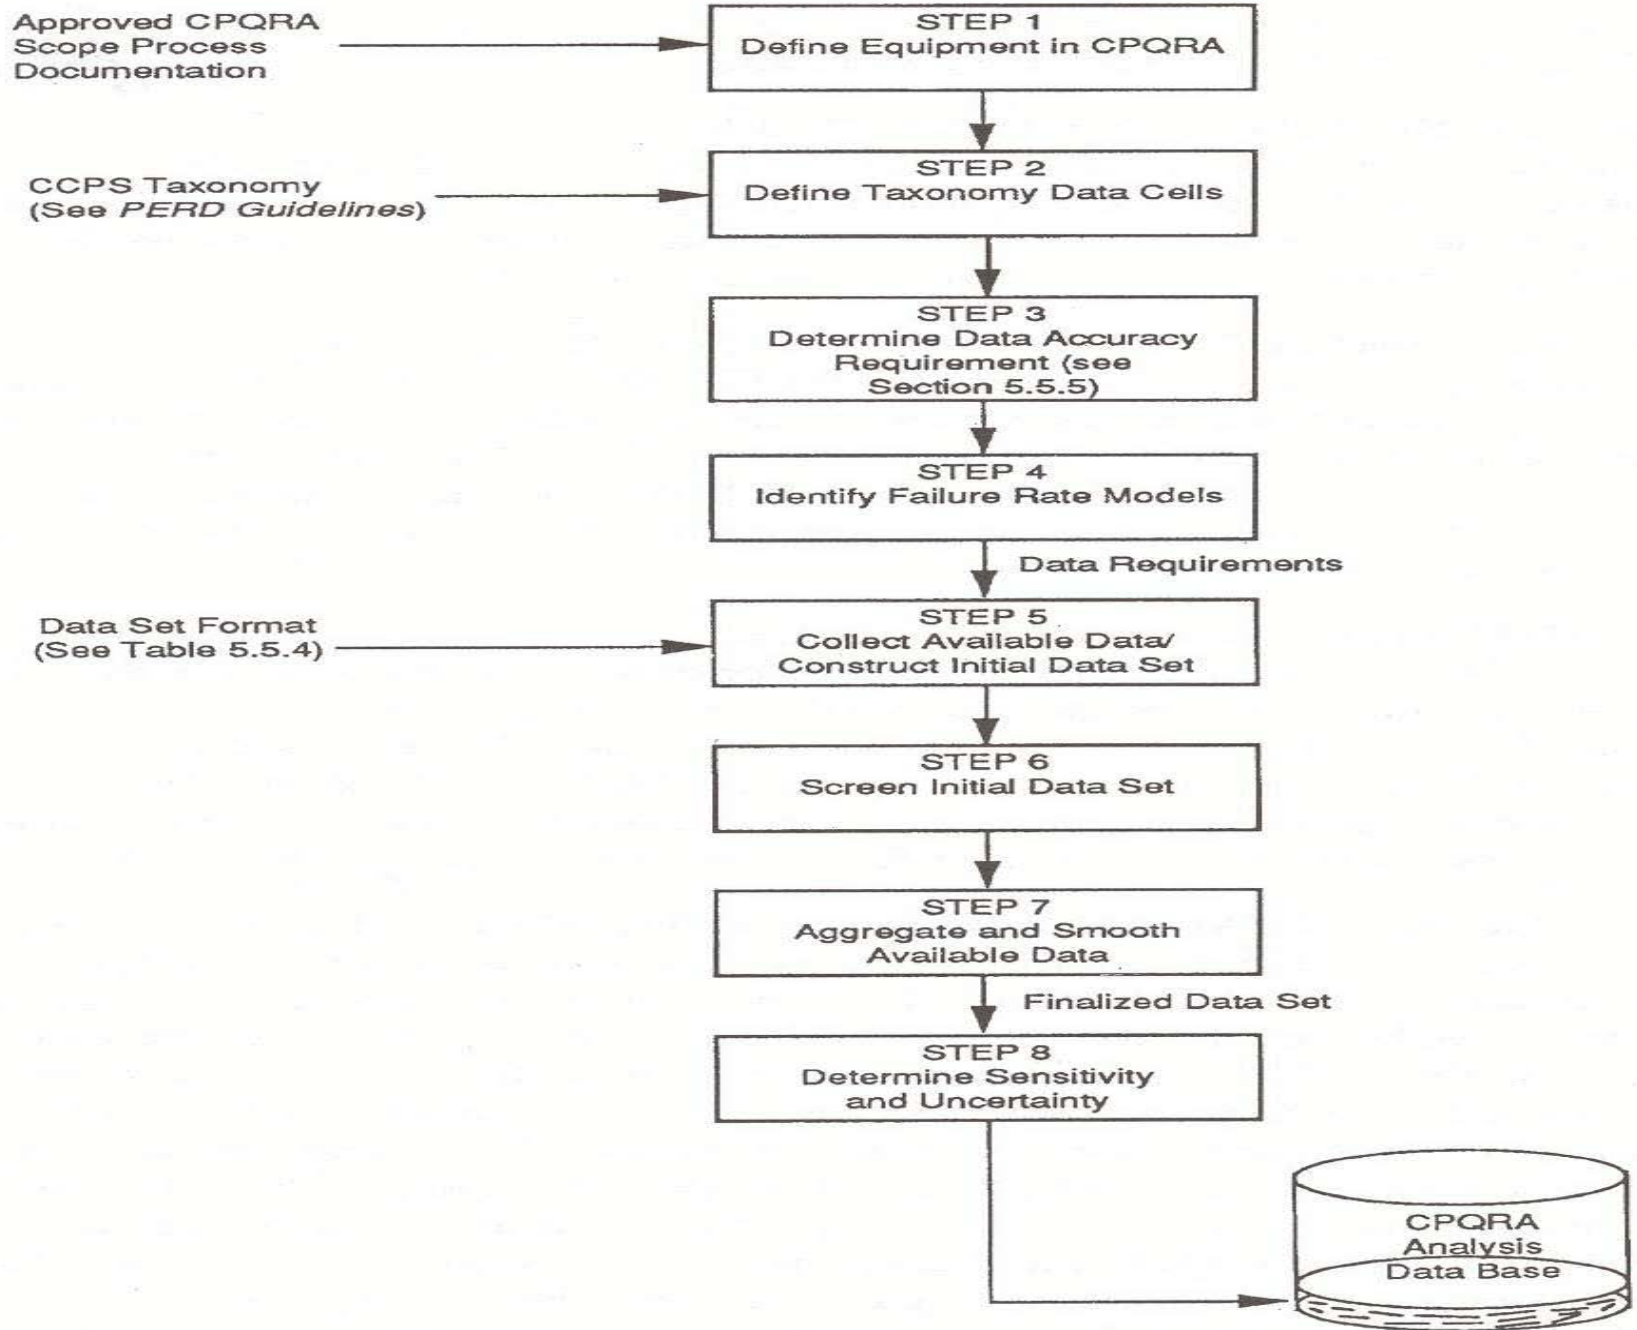 Approved CPQRA
Scope Process
Documentation
STEP 1
Define Equipment in CPQRA
CCPS Taxonomy
(See PERD Guidelines)
STEP 2
Define Taxonomy Data Cells
STEP 3
Determine Data Accuracy
Requirement (see
Section 5.5.5)
STEP 4
Identify Failure Rate Models
Data Requirements
Data Set Format
(See Table 5.5.4)
STEP 5
Collect Available Data/
Construct Initial Data Set
STEP 6
Screen Initial Data Set
STEP 7
Aggregate and Smooth
Available Data
Finalized Data Set
STEP 8
Determine Sensitivity
and Uncertainty
CPQRA
Analysis
Data Base